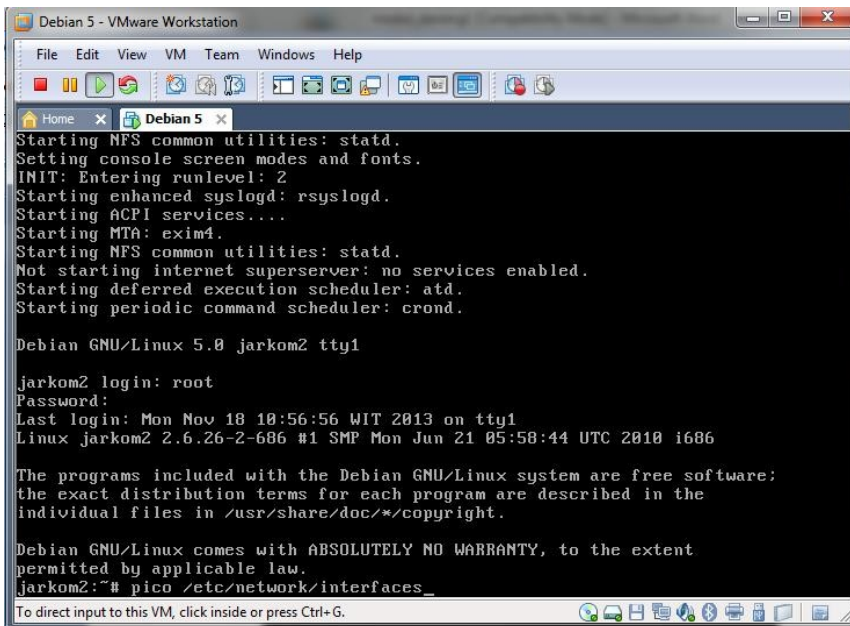 Debian 5 - VMware Workstation
File Edit View VM Team Windows Help
Home Debian 5
Starting NFS common utilities: statd.
Setting console screen modes and fonts.
INIT: Entering runlevel: 2
Starting enhanced syslogd: rsyslogd.
Starting ACPI services....
Starting MTA: exim4.
Starting NFS common utilities: statd.
Not starting internet superserver: no services enabled.
Starting deferred execution scheduler: atd.
Starting periodic command scheduler: crond.
Debian GNU/Linux 5.0 jarkom2 tty1
jarkom2 login: root
Password:
Last login: Mon Nov 18 10:56:56 WIT 2013 on tty1
Linux jarkom2 2.6.26-2-686 #1 SMP Mon Jun 21 05:58:44 UTC 2010 i686
The programs included with the Debian GNU/Linux system are free software;
the exact distribution terms for each program are described in the
individual files in /usr/share/doc/*/copyright.
Debian GNU/Linux comes with ABSOLUTELY NO WARRANTY, to the extent
permitted by applicable law.
jarkom2:~# pico /etc/network/interfaces_
To direct input to this VM, click inside or press Ctrl+G.